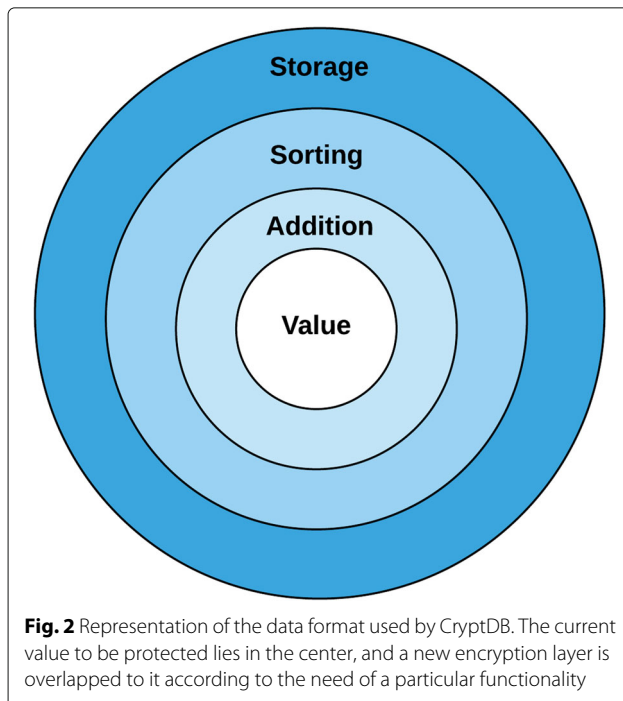 Storage
Sorting
Addition
Value
Fig. 2 Representation of the data format used by CryptDB. The current
value to be protected lies in the center, and a new encryption layer is
overlapped to it according to the need of a particular functionality